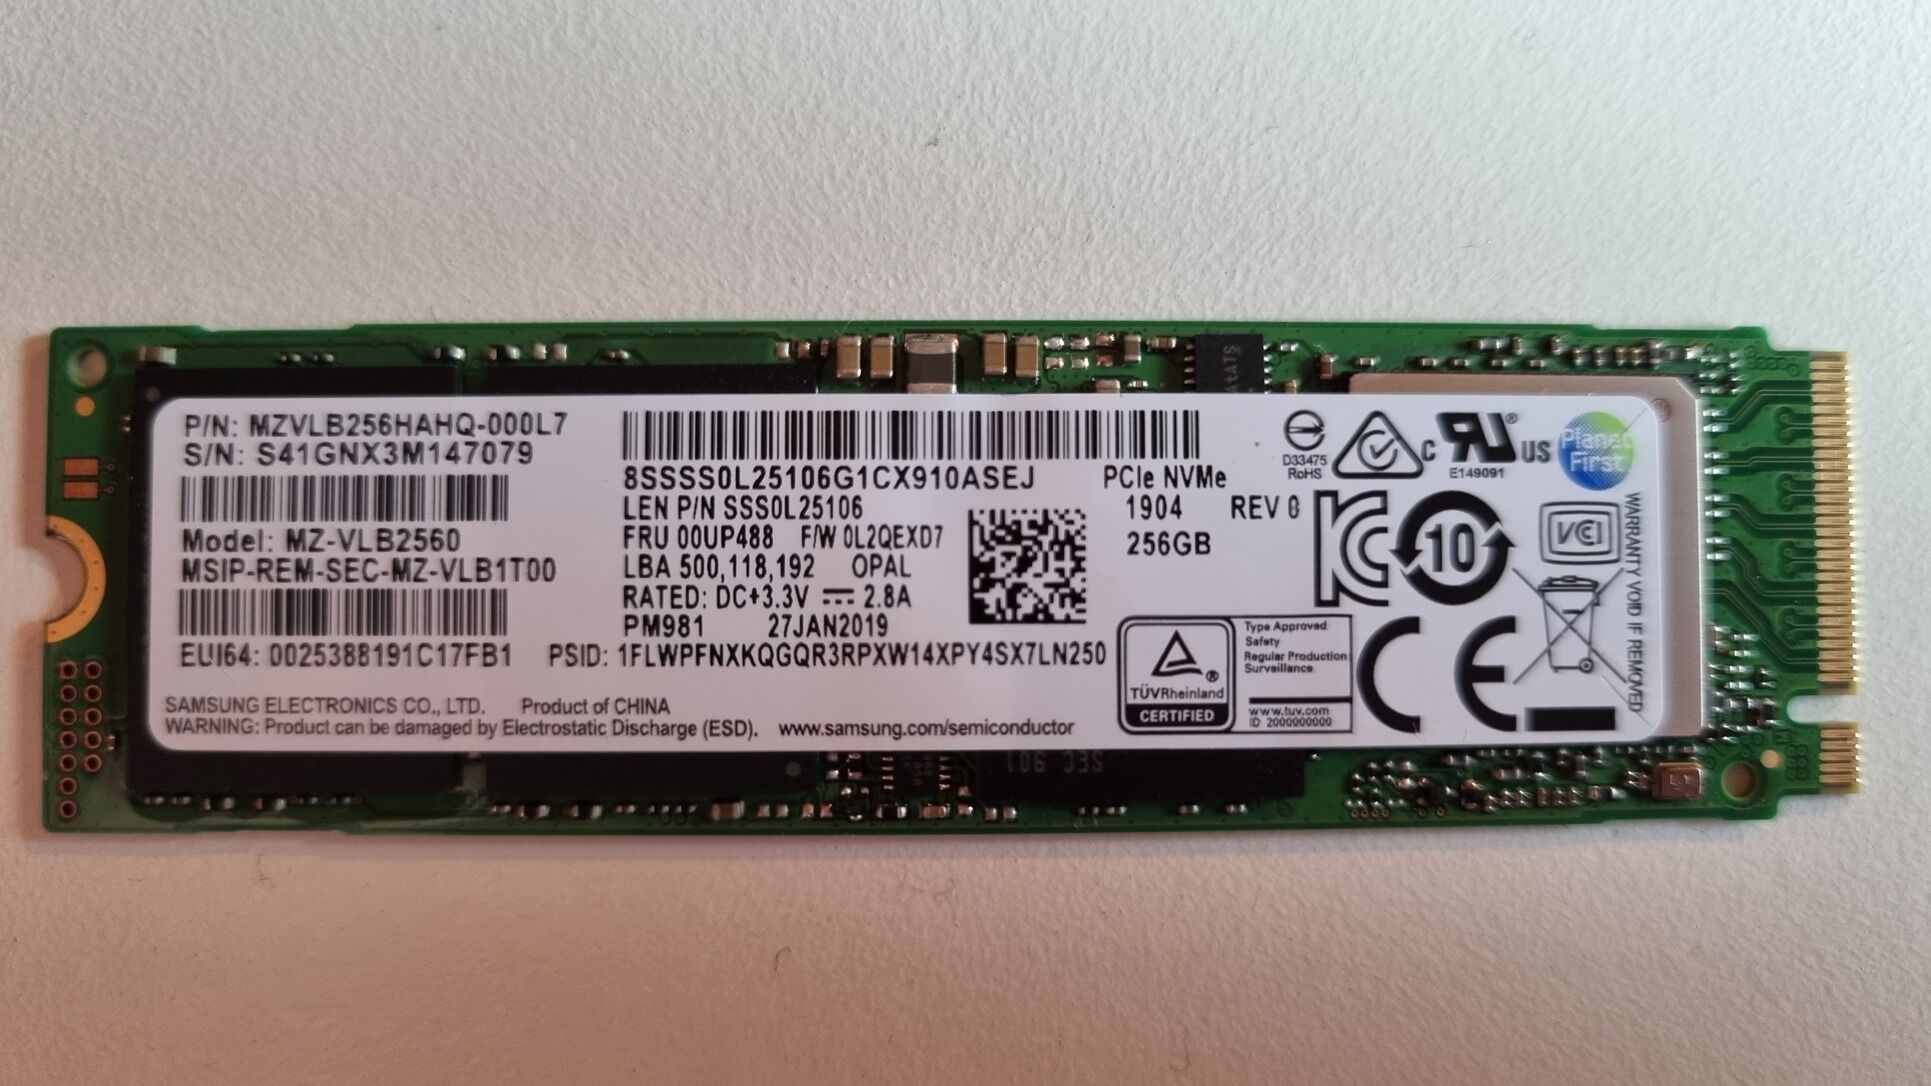 P/N: MZVLB256HAHQ-000L7
S/N: S41GNX3M147079
Model: MZ-VLB2560
MSIP-REM-SEC-MZ-VLB1T00
EUI64: 0025388191C17FB1
8SSSS0L25106G1CX910ASEJ
LEN P/N SSS0L25106
FRU 00UP488 F/W 0L2QEXD7
LBA 500,118,192 OPAL
RATED: DC+3.3V 2.8A
PM981 27JAN2019
PSID: 1FLWPFNXKQGQR3RPXW14XPY4SX7LN250
PCIe NVMe
1904 REV 0
256GB
SAMSUNG ELECTRONICS CO., LTD. Product of CHINA
WARNING: Product can be damaged by Electrostatic Discharge (ESD). www.samsung.com/semiconductor
D33475
RoHS
C US ®
E149091
Planet
First
10
VCI
TÜVRheinland ®
CERTIFIED
Type Approved
Safety
Regular Production
Surveillance
www.tuv.com
ID 2000000000
CE
WARRANTY VOID IF REMOVED
SEC 901